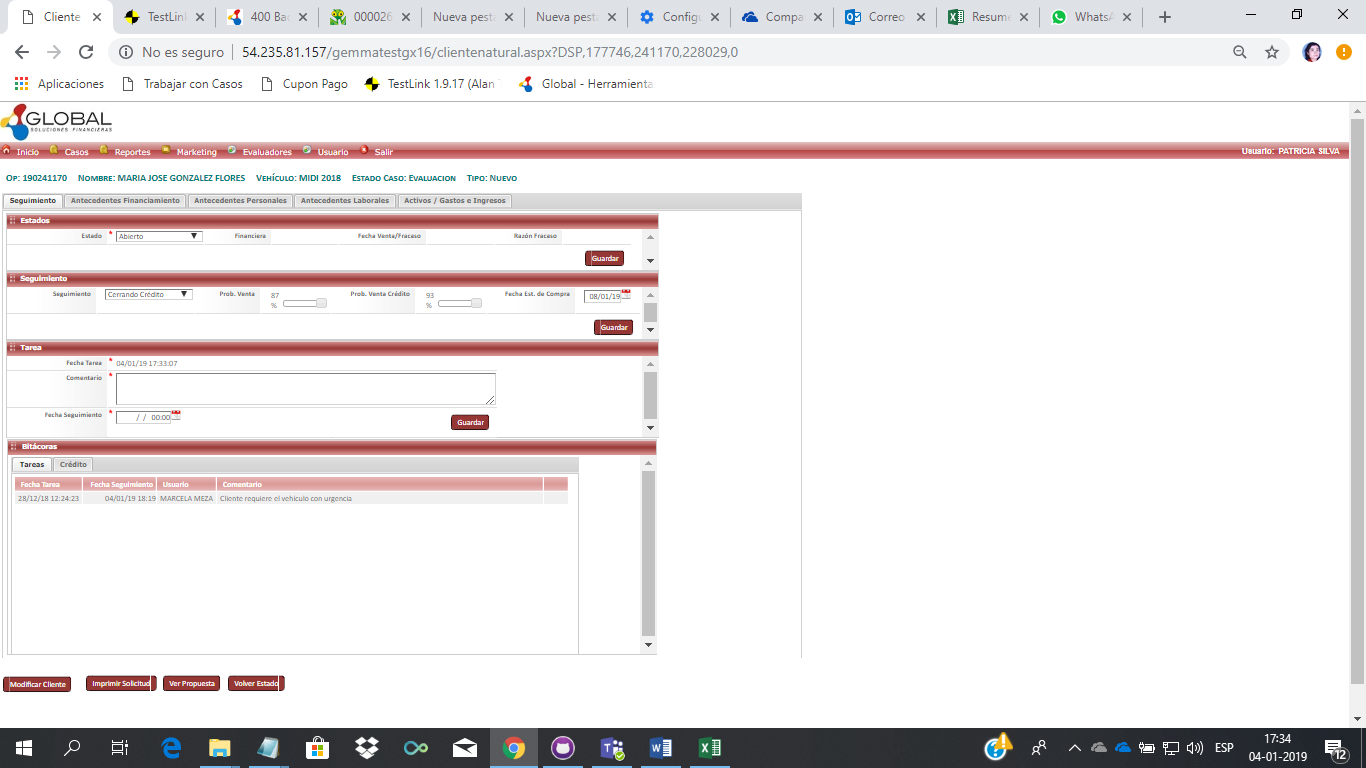 Cliente
TestLink
400 Bad
000026
Nueva pest
Nueva pest
Configu
Compa
Correo
Resum
WhatsA
No es seguro | 54.235.81.157/gemmatestgx16/clientenatural.aspx?DSP,177746,241170,228029,0
Aplicaciones
Trabajar con Casos
Cupon Pago
TestLink 1.9.17 (Alan
Global - Herramienta
GLOBAL
SOLUCIONES FINANCIERAS
Inicio Casos Reportes Marketing Evaluadores Usuario Salir
Usuario: PATRICIA SILVA
OP: 190241170 NOMBRE: MARIA JOSE GONZALEZ FLORES VEHÍCULO: MIDI 2018 ESTADO CASO: EVALUACION TIPO: NUEVO
Seguimiento Antecedentes Financiamiento Antecedentes Personales Antecedentes Laborales Activos / Gastos e Ingresos
Estados
Estado * Abierto Financiera Fecha Venta/Fracaso Razón Fracaso
Guardar
Seguimiento
Seguimiento Cerrando Crédito Prob. Venta 87 % Prob. Venta Crédito 93 % Fecha Est. de Compra 08/01/19
Guardar
Tarea
Fecha Tarea * 04/01/19 17:33:07
Comentario *
Fecha Seguimiento * / / 00:00
Guardar
Bitácoras
Tareas Crédito
Fecha Tarea Fecha Seguimiento Usuario Comentario
28/12/18 12:24:23 04/01/19 18:19 MARCELA MEZA Cliente requiere el vehiculo con urgencia
Modificar Cliente Imprimir Solicitud Ver Propuesta Volver Estado
ESP
17:34
04-01-2019
12